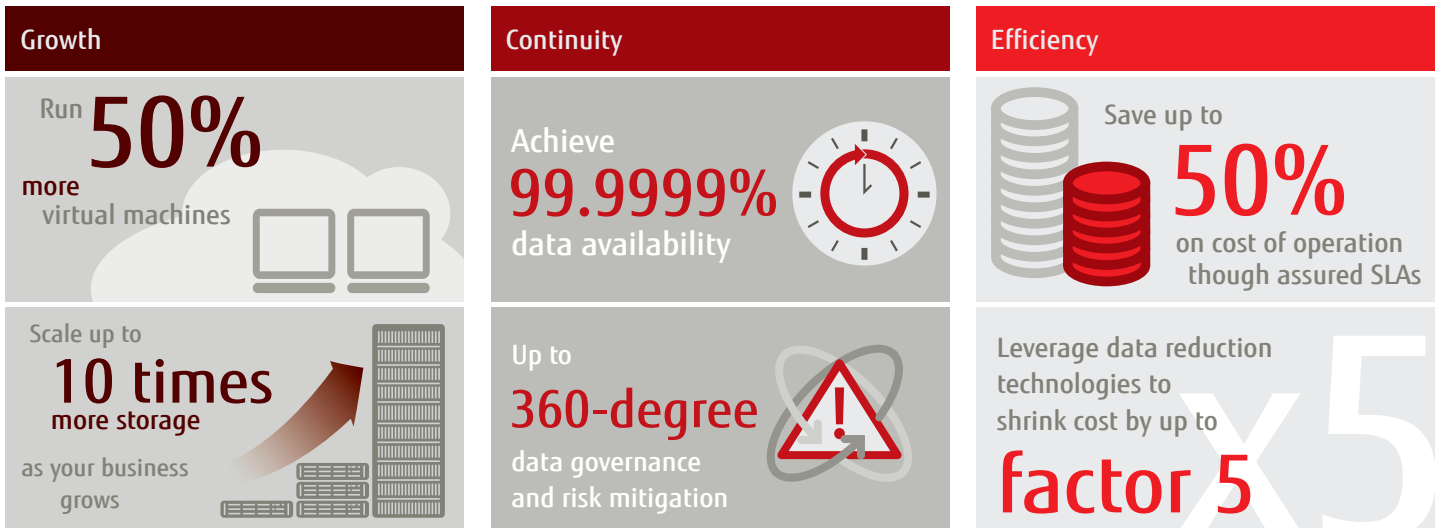 Growth
Run 50%
more
virtual machines
Scale up to
10 times
more storage
as your business
grows
Continuity
Achieve
99.9999%
data availability
Up to
360-degree
data governance
and risk mitigation
Efficiency
Save up to
50%
on cost of operation
though assured SLAs
Leverage data reduction
technologies to
shrink cost by up to
factor 5
x5